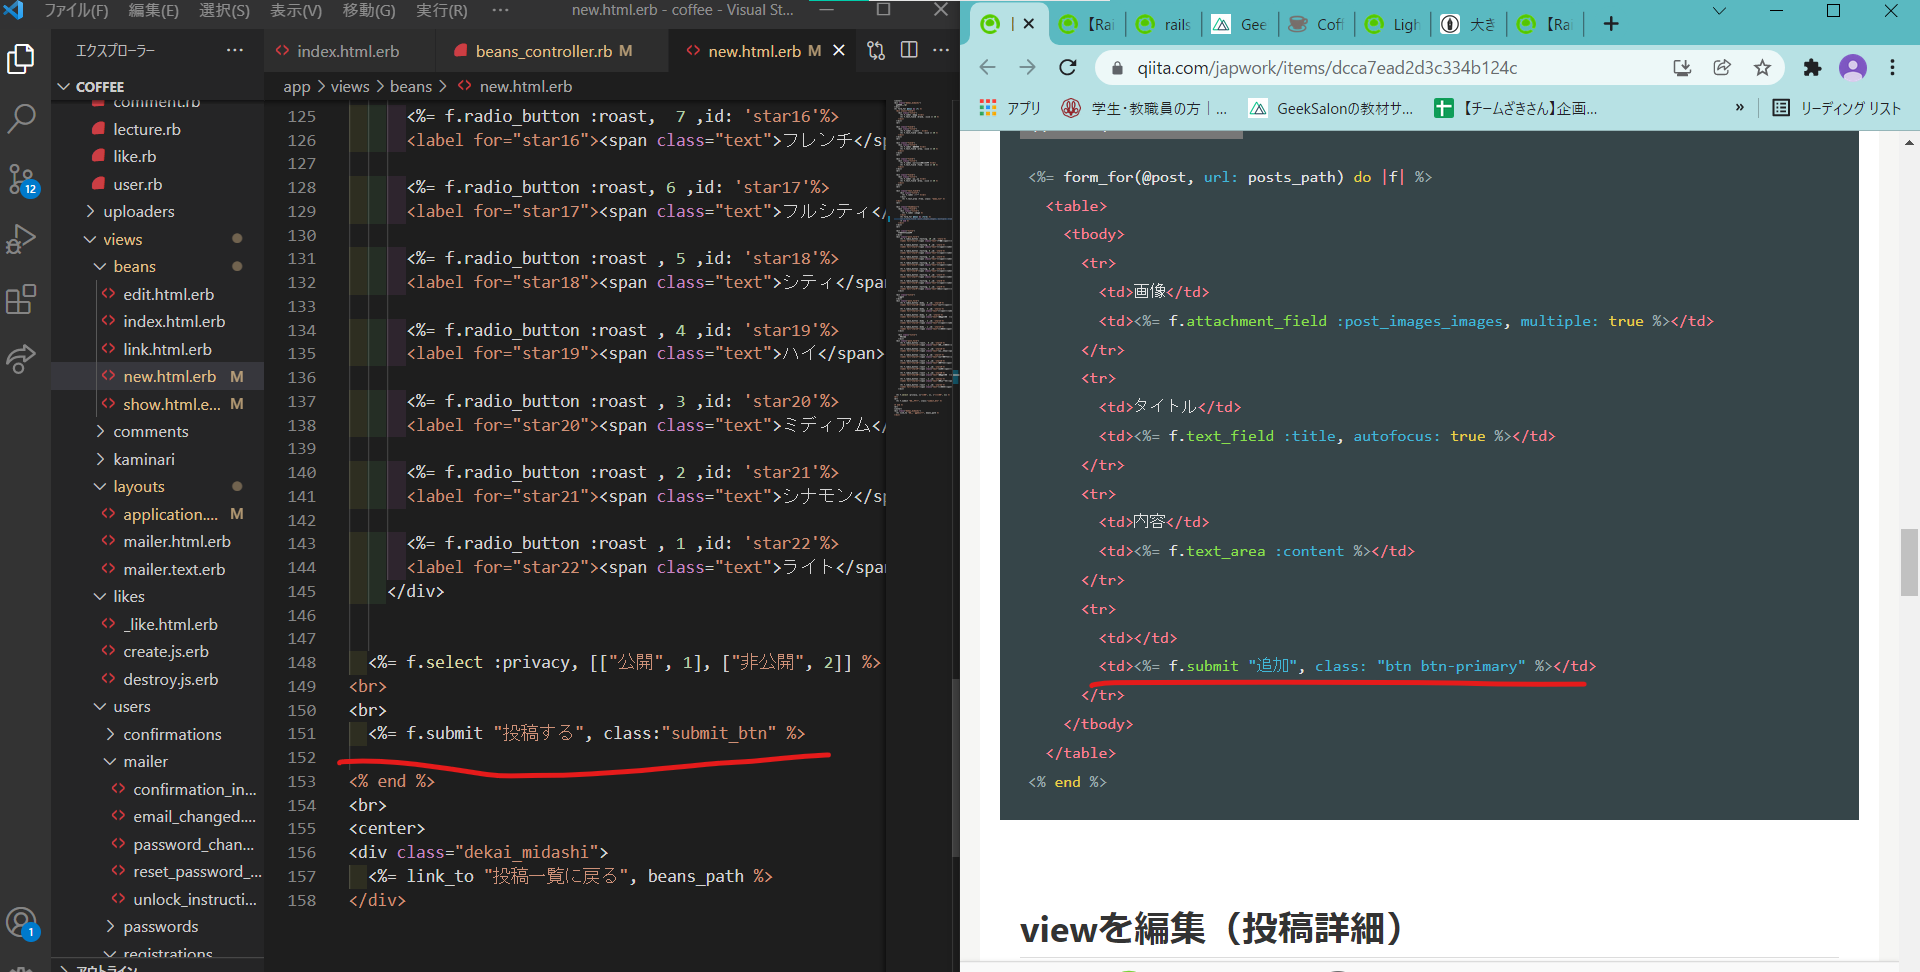 ファイル(F) 編集(E) 選択(S) 表示(V) 移動(G) 実行(R) ··· new.html.erb - coffee - Visual St...
エクスプローラー ···
COFFEE
comment.rb
lecture.rb
like.rb
user.rb
uploaders
views
beans
edit.html.erb
index.html.erb
link.html.erb
new.html.erb M
show.html.e... M
comments
kaminari
layouts
application.... M
mailer.html.erb
mailer.text.erb
likes
_like.html.erb
create.js.erb
destroy.js.erb
users
confirmations
mailer
confirmation_in...
email_changed....
password_chan...
reset_password_...
unlock_instructi...
passwords
registrations
アウトライン
12
1
index.html.erb beans_controller.rb M new.html.erb M
app > views > beans > new.html.erb
125 <%= f.radio_button :roast,  7 ,id: 'star16'%>
126 <label for="star16"><span class="text">フレンチ</sp
127
128 <%= f.radio_button :roast, 6 ,id: 'star17'%>
129 <label for="star17"><span class="text">フルシティ</
130
131 <%= f.radio_button :roast , 5 ,id: 'star18'%>
132 <label for="star18"><span class="text">シティ</span
133
134 <%= f.radio_button :roast , 4 ,id: 'star19'%>
135 <label for="star19"><span class="text">ハイ</span>
136
137 <%= f.radio_button :roast , 3 ,id: 'star20'%>
138 <label for="star20"><span class="text">ミディアム</
139
140 <%= f.radio_button :roast , 2 ,id: 'star21'%>
141 <label for="star21"><span class="text">シナモン</sp
142
143 <%= f.radio_button :roast , 1 ,id: 'star22'%>
144 <label for="star22"><span class="text">ライト</span
145 </div>
146
147
148 <%= f.select :privacy, [["公開", 1], ["非公開", 2]] %>
149 <br>
150 <br>
151 <%= f.submit "投稿する", class:"submit_btn" %>
152
153 <% end %>
154 <br>
155 <center>
156 <div class="dekai_midashi">
157 <%= link_to "投稿一覧に戻る", beans_path %>
158 </div>
【Rai rails Gee Coff Ligh 大き 【Ra
qiita.com/japwork/items/dcca7ead2d3c334b124c
アプリ 学生・教職員の方 | ... GeekSalonの教材サ... 【チームざきさん】企画... » リーディング リスト
<%= form_for(@post, url: posts_path) do |f| %>
<table>
<tbody>
<tr>
<td>画像</td>
<td><%= f.attachment_field :post_images_images, multiple: true %></td>
</tr>
<tr>
<td>タイトル</td>
<td><%= f.text_field :title, autofocus: true %></td>
</tr>
<tr>
<td>内容</td>
<td><%= f.text_area :content %></td>
</tr>
<tr>
<td></td>
<td><%= f.submit "追加", class: "btn btn-primary" %></td>
</tr>
</tbody>
</table>
<% end %>
viewを編集（投稿詳細）